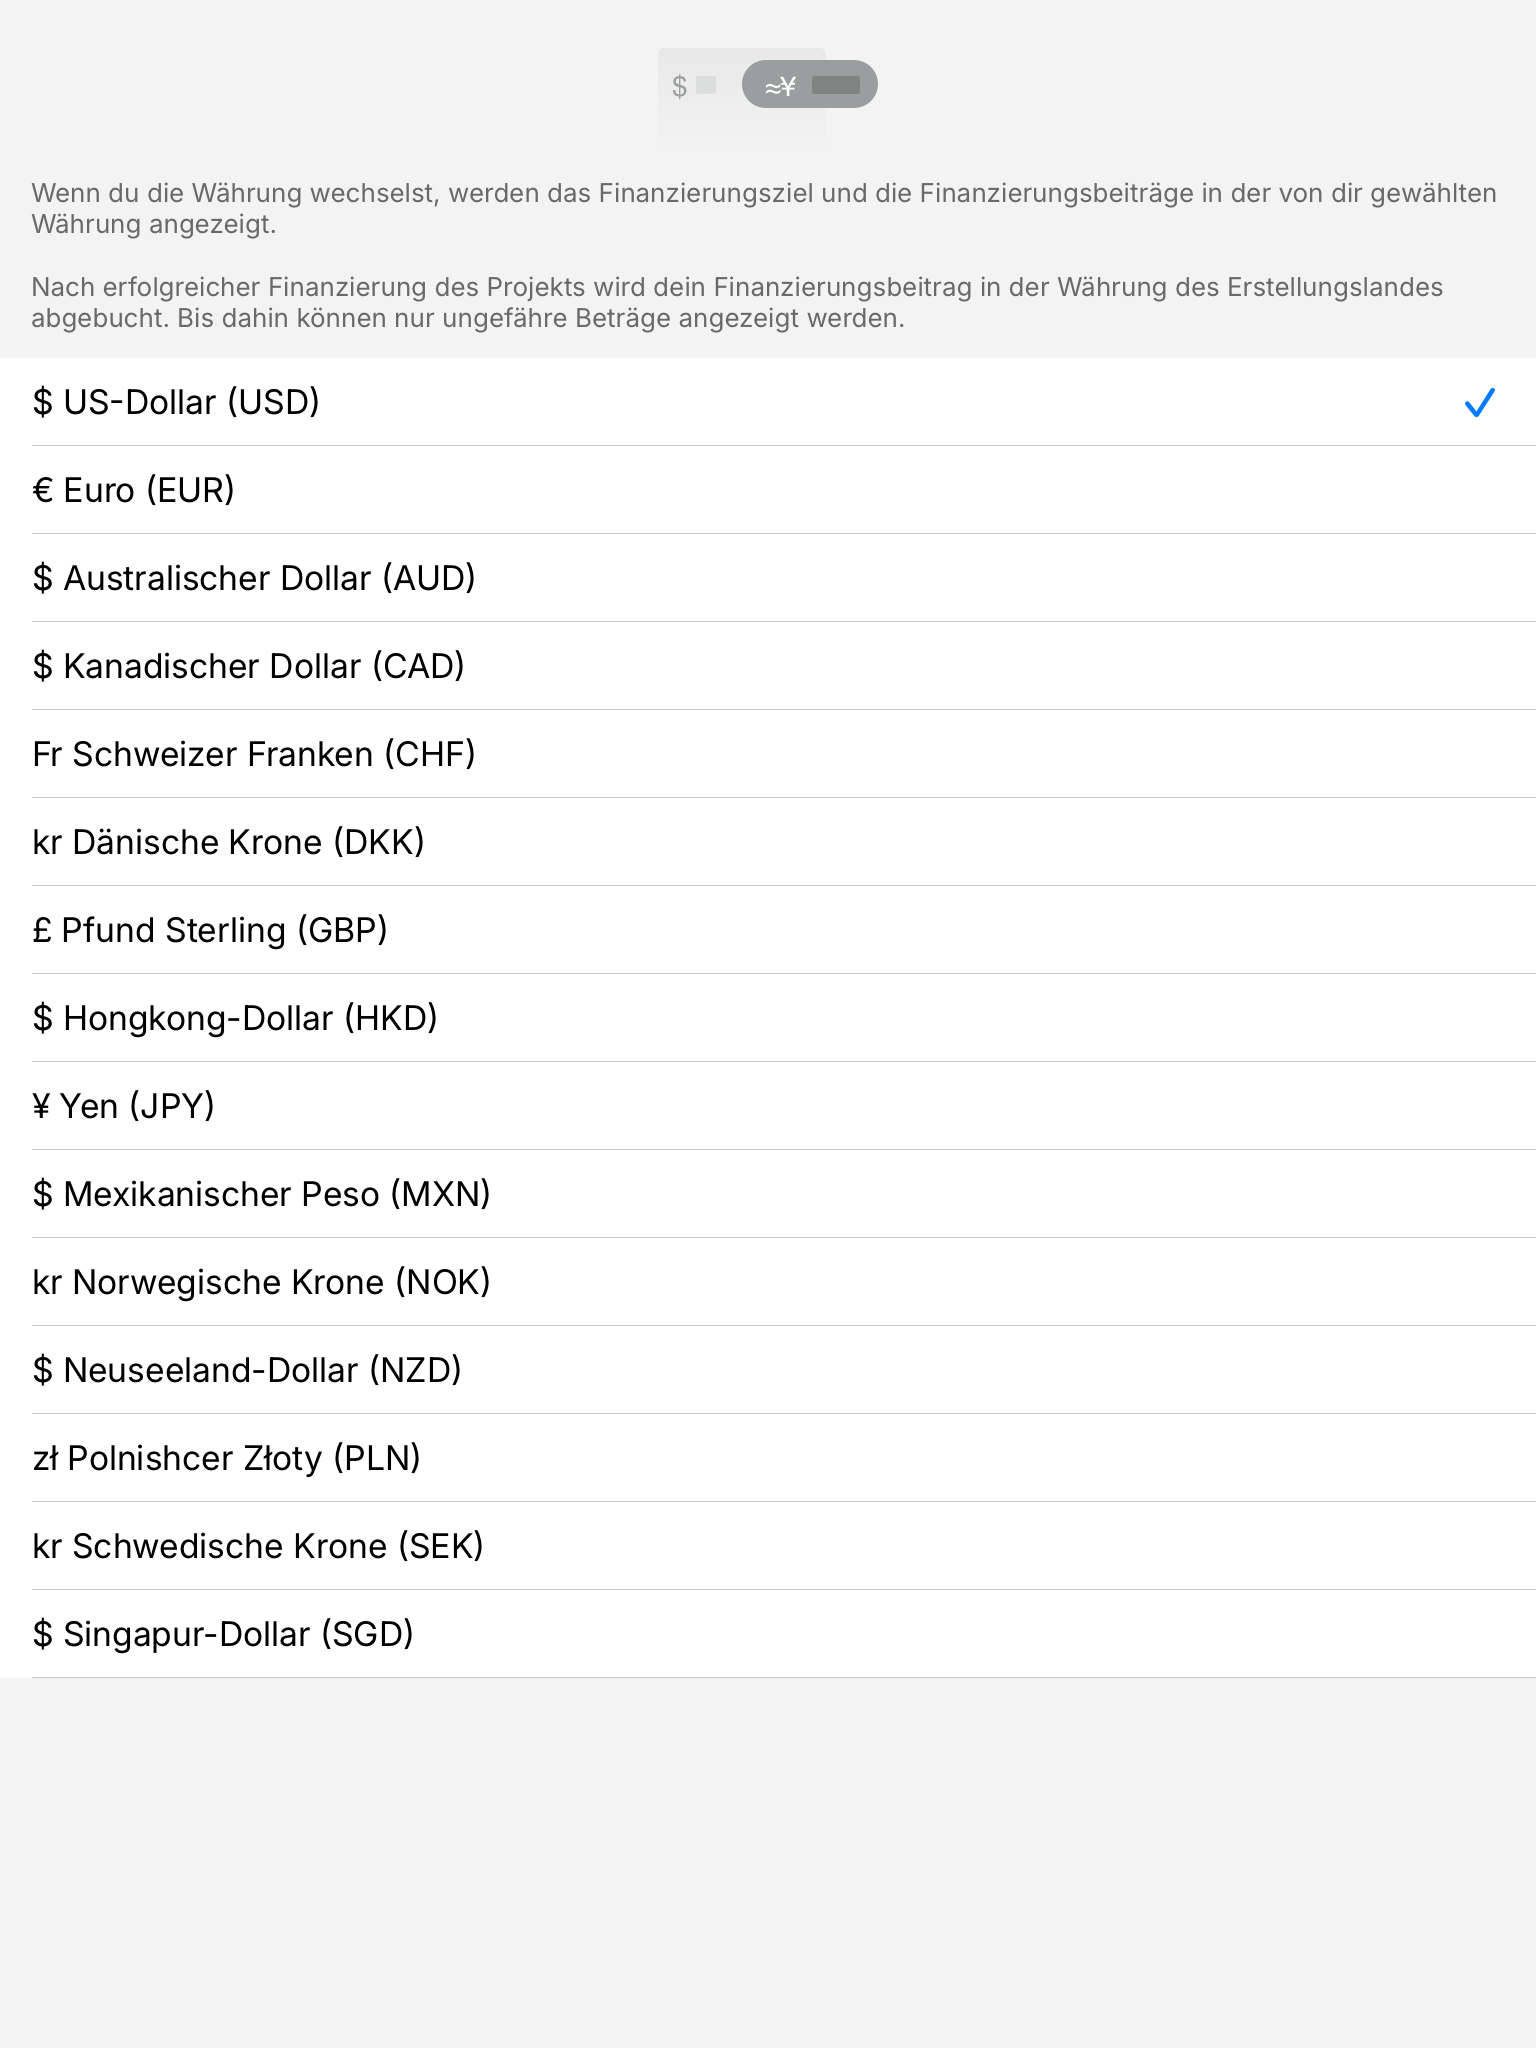 $ ≈¥
Wenn du die Währung wechselst, werden das Finanzierungsziel und die Finanzierungsbeiträge in der von dir gewählten
Währung angezeigt.
Nach erfolgreicher Finanzierung des Projekts wird dein Finanzierungsbeitrag in der Währung des Erstellungslandes
abgebucht. Bis dahin können nur ungefähre Beträge angezeigt werden.
$ US-Dollar (USD)
€ Euro (EUR)
$ Australischer Dollar (AUD)
$ Kanadischer Dollar (CAD)
Fr Schweizer Franken (CHF)
kr Dänische Krone (DKK)
£ Pfund Sterling (GBP)
$ Hongkong-Dollar (HKD)
¥ Yen (JPY)
$ Mexikanischer Peso (MXN)
kr Norwegische Krone (NOK)
$ Neuseeland-Dollar (NZD)
zł Polnishcer Złoty (PLN)
kr Schwedische Krone (SEK)
$ Singapur-Dollar (SGD)